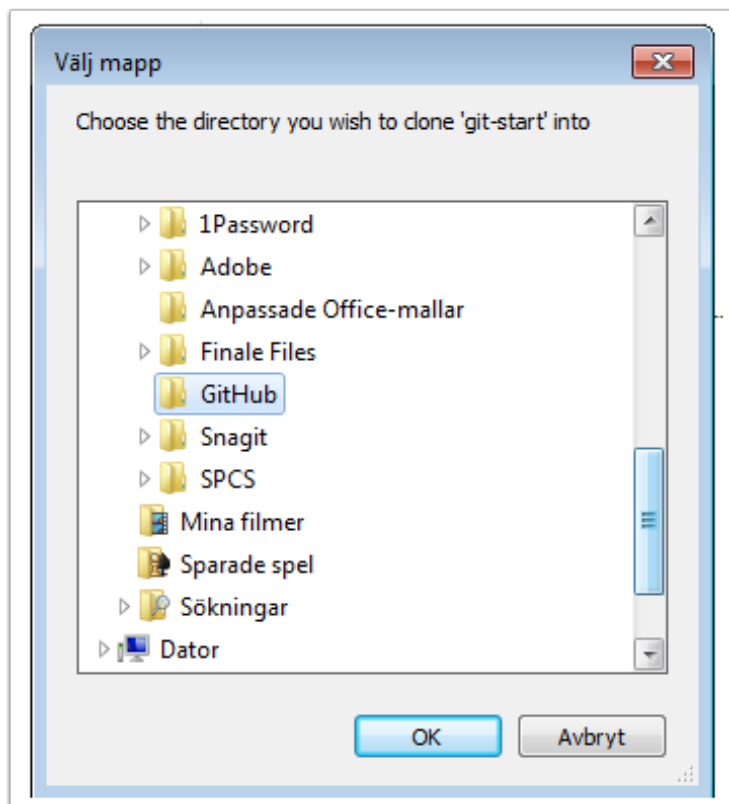 Välj mapp
Choose the directory you wish to clone 'git-start' into
1Password
Adobe
Anpassade Office-mallar
Finale Files
GitHub
Snagit
SPCS
Mina filmer
Sparade spel
Sökningar
Dator
OK Avbryt